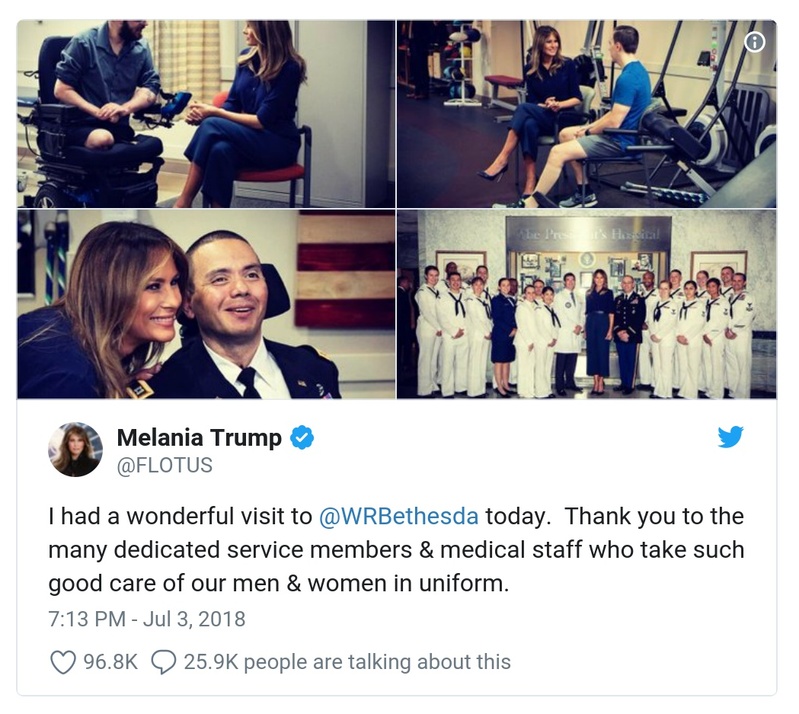 The President's Hospital
Melania Trump
@FLOTUS
I had a wonderful visit to @WRBethesda today.  Thank you to the
many dedicated service members & medical staff who take such
good care of our men & women in uniform.
7:13 PM - Jul 3, 2018
96.8K 25.9K people are talking about this